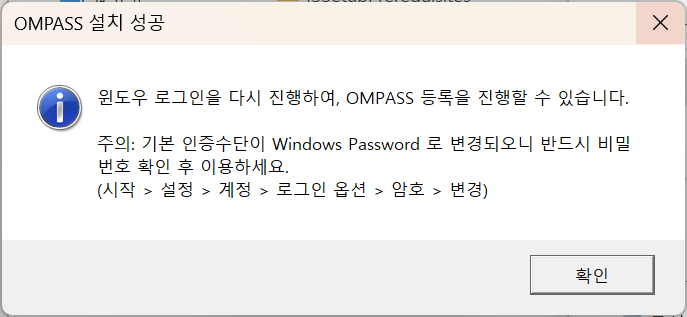 OMPASS 설치 성공
윈도우 로그인을 다시 진행하여, OMPASS 등록을 진행할 수 있습니다.
주의: 기본 인증수단이 Windows Password 로 변경되오니 반드시 비밀
번호 확인 후 이용하세요.
(시작 > 설정 > 계정 > 로그인 옵션 > 암호 > 변경)
확인